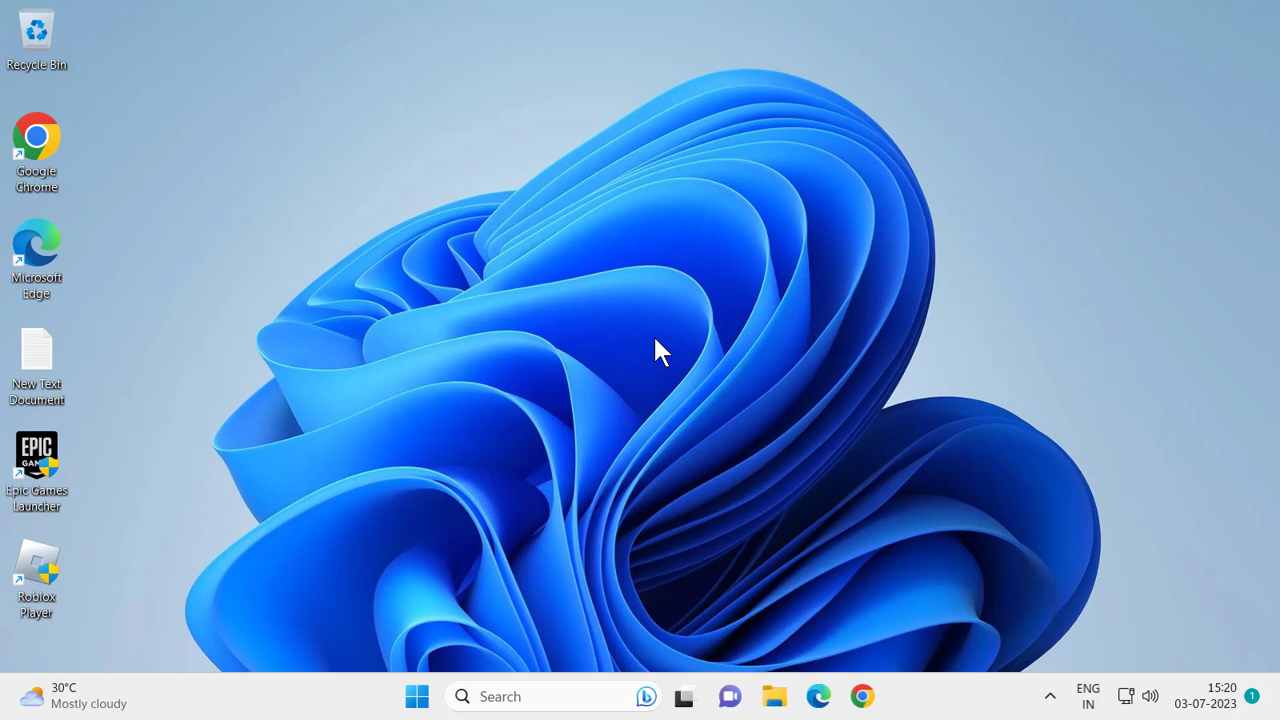 Recycle Bin
Google
Chrome
Microsoft
Edge
New Text
Document
EPIC
GAMES
Epic Games
Launcher
Roblox
Player
30°C
Mostly cloudy
Search
ENG
IN
15:20
03-07-2023
1